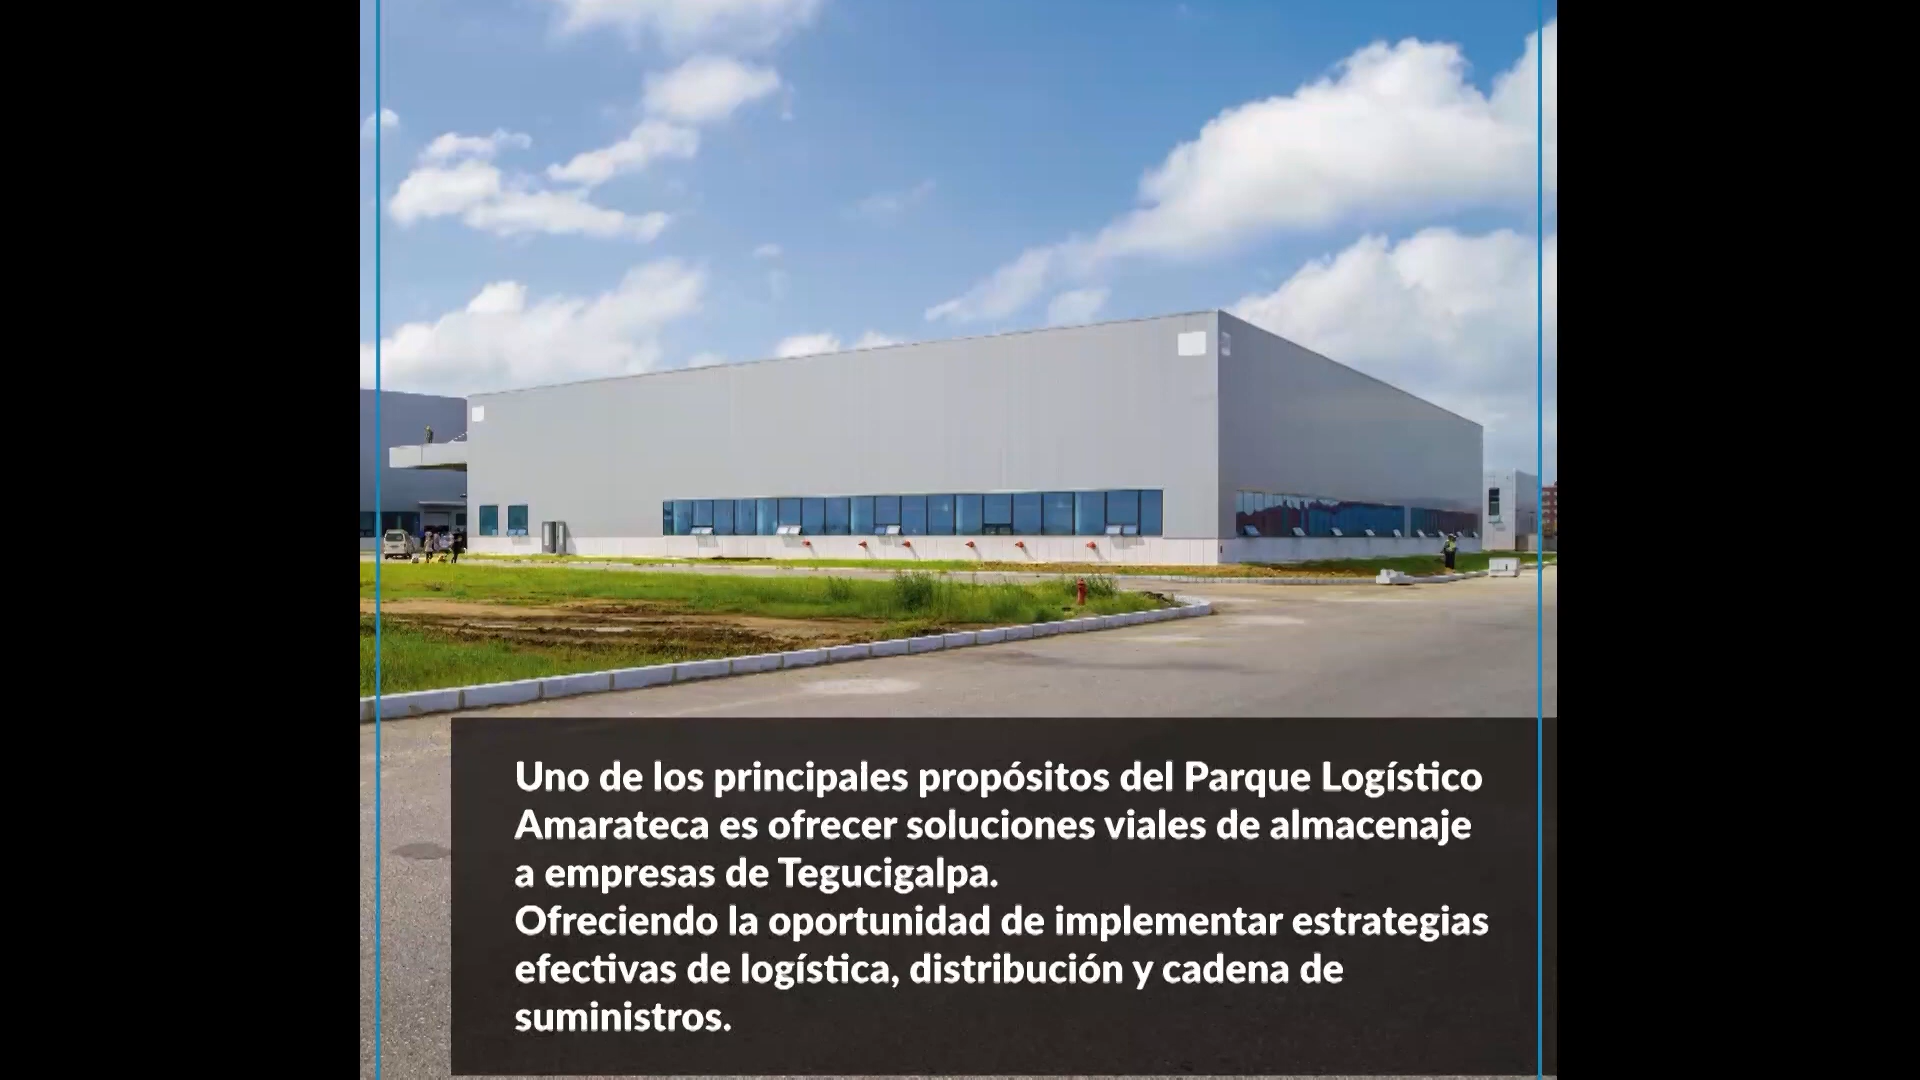 Uno de los principales propósitos del Parque Logístico
Amarateca es ofrecer soluciones viales de almacenaje
a empresas de Tegucigalpa.
Ofreciendo la oportunidad de implementar estrategias
efectivas de logística, distribución y cadena de
suministros.